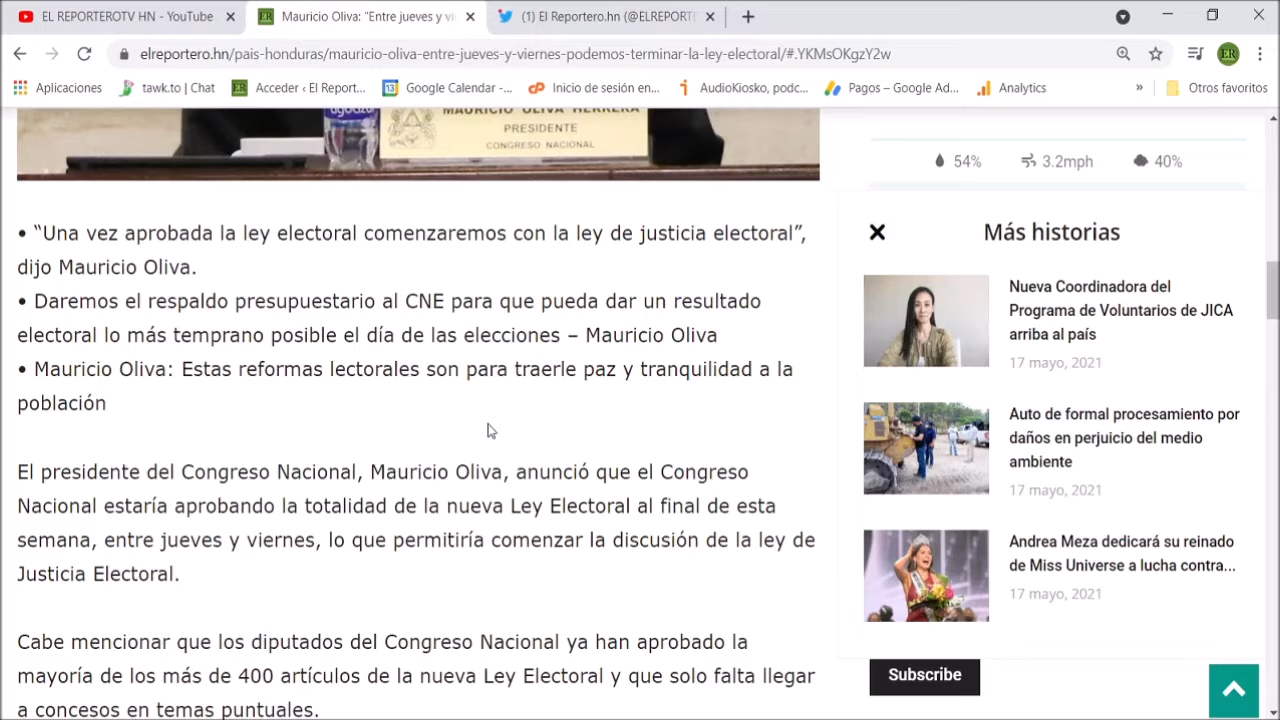 EL REPORTEROTV HN - YouTube
Mauricio Oliva: "Entre jueves y vi
(1) El Reportero.hn (@ELREPORTE
elreportero.hn/pais-honduras/mauricio-oliva-entre-jueves-y-viernes-podemos-terminar-la-ley-electoral/#.YKMsOKgzY2w
Aplicaciones
tawk.to | Chat
Acceder ‹ El Report...
Google Calendar -...
Inicio de sesión en...
AudioKiosko, podc...
Pagos – Google Ad...
Analytics
»
Otros favoritos
MAURICIO OLIVA HERRERA
PRESIDENTE
CONGRESO NACIONAL
• “Una vez aprobada la ley electoral comenzaremos con la ley de justicia electoral”,
dijo Mauricio Oliva.
• Daremos el respaldo presupuestario al CNE para que pueda dar un resultado
electoral lo más temprano posible el día de las elecciones – Mauricio Oliva
• Mauricio Oliva: Estas reformas lectorales son para traerle paz y tranquilidad a la
población
El presidente del Congreso Nacional, Mauricio Oliva, anunció que el Congreso
Nacional estaría aprobando la totalidad de la nueva Ley Electoral al final de esta
semana, entre jueves y viernes, lo que permitiría comenzar la discusión de la ley de
Justicia Electoral.
Cabe mencionar que los diputados del Congreso Nacional ya han aprobado la
mayoría de los másde 400 artículos de la nueva Ley Electoral y que solo falta llegar
a concesos en temas puntuales.
54%
3.2mph
40%
Más historias
Nueva Coordinadora del
Programa de Voluntarios de JICA
arriba al país
17 mayo, 2021
Auto de formal procesamiento por
daños en perjuicio del medio
ambiente
17 mayo, 2021
Andrea Meza dedicará su reinado
de Miss Universe a lucha contra...
17 mayo, 2021
Subscribe